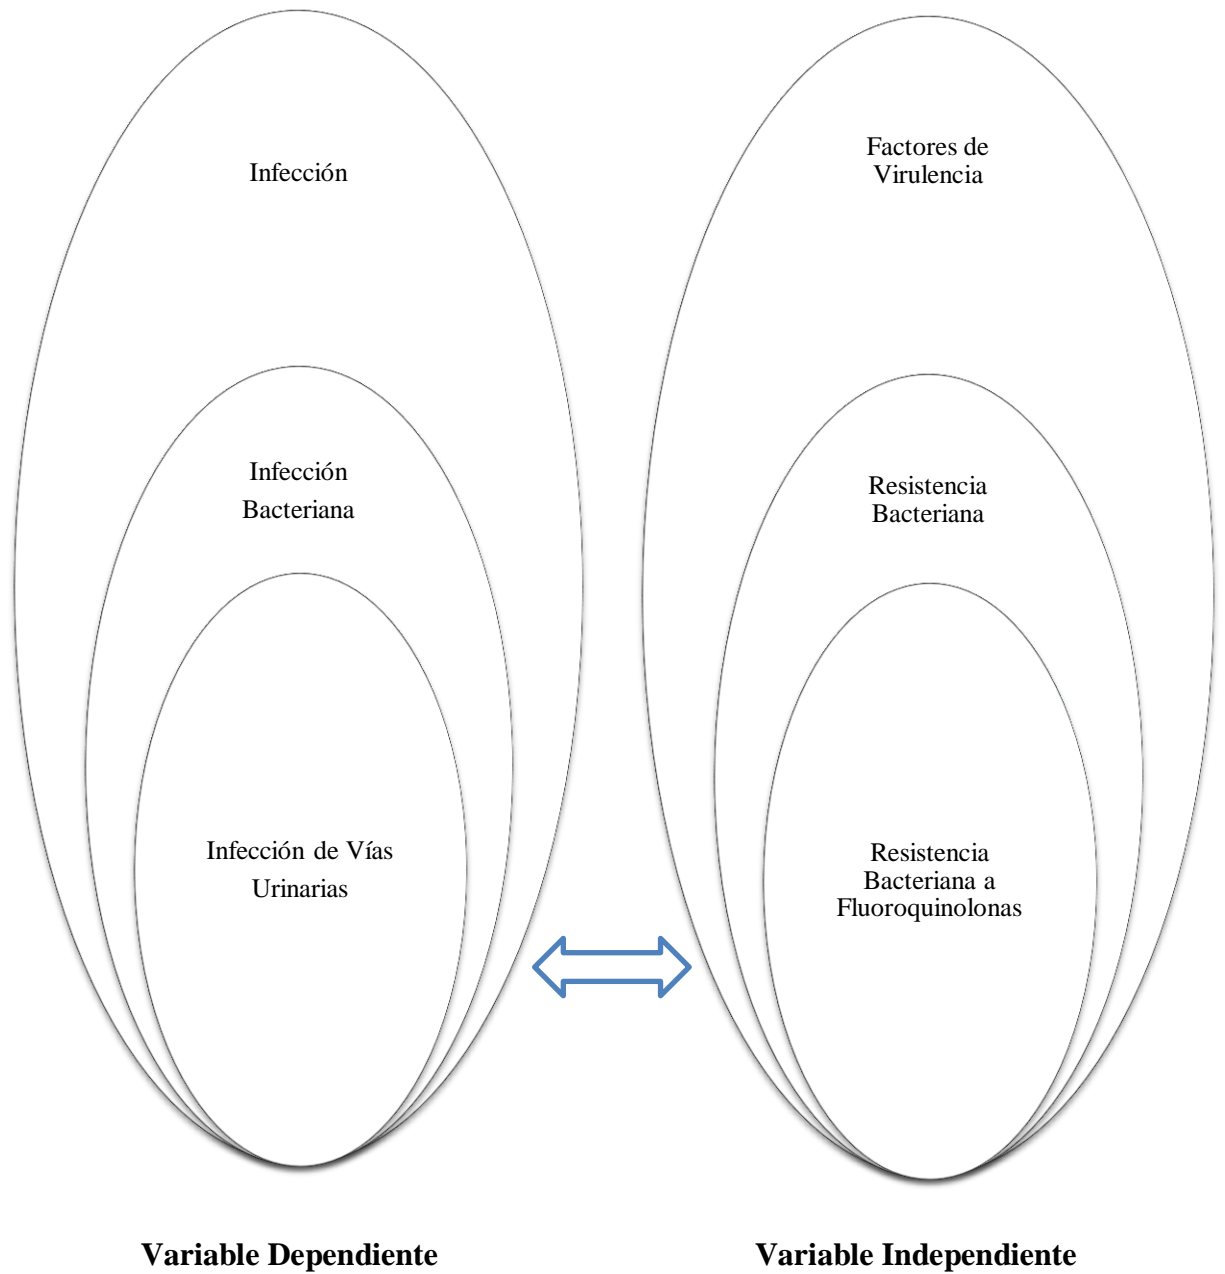 Infección
Infección
Bacteriana
Infección de Vías
Urinarias
Factores de
Virulencia
Resistencia
Bacteriana
Resistencia
Bacteriana a
Fluoroquinolonas
Variable Dependiente
Variable Independiente